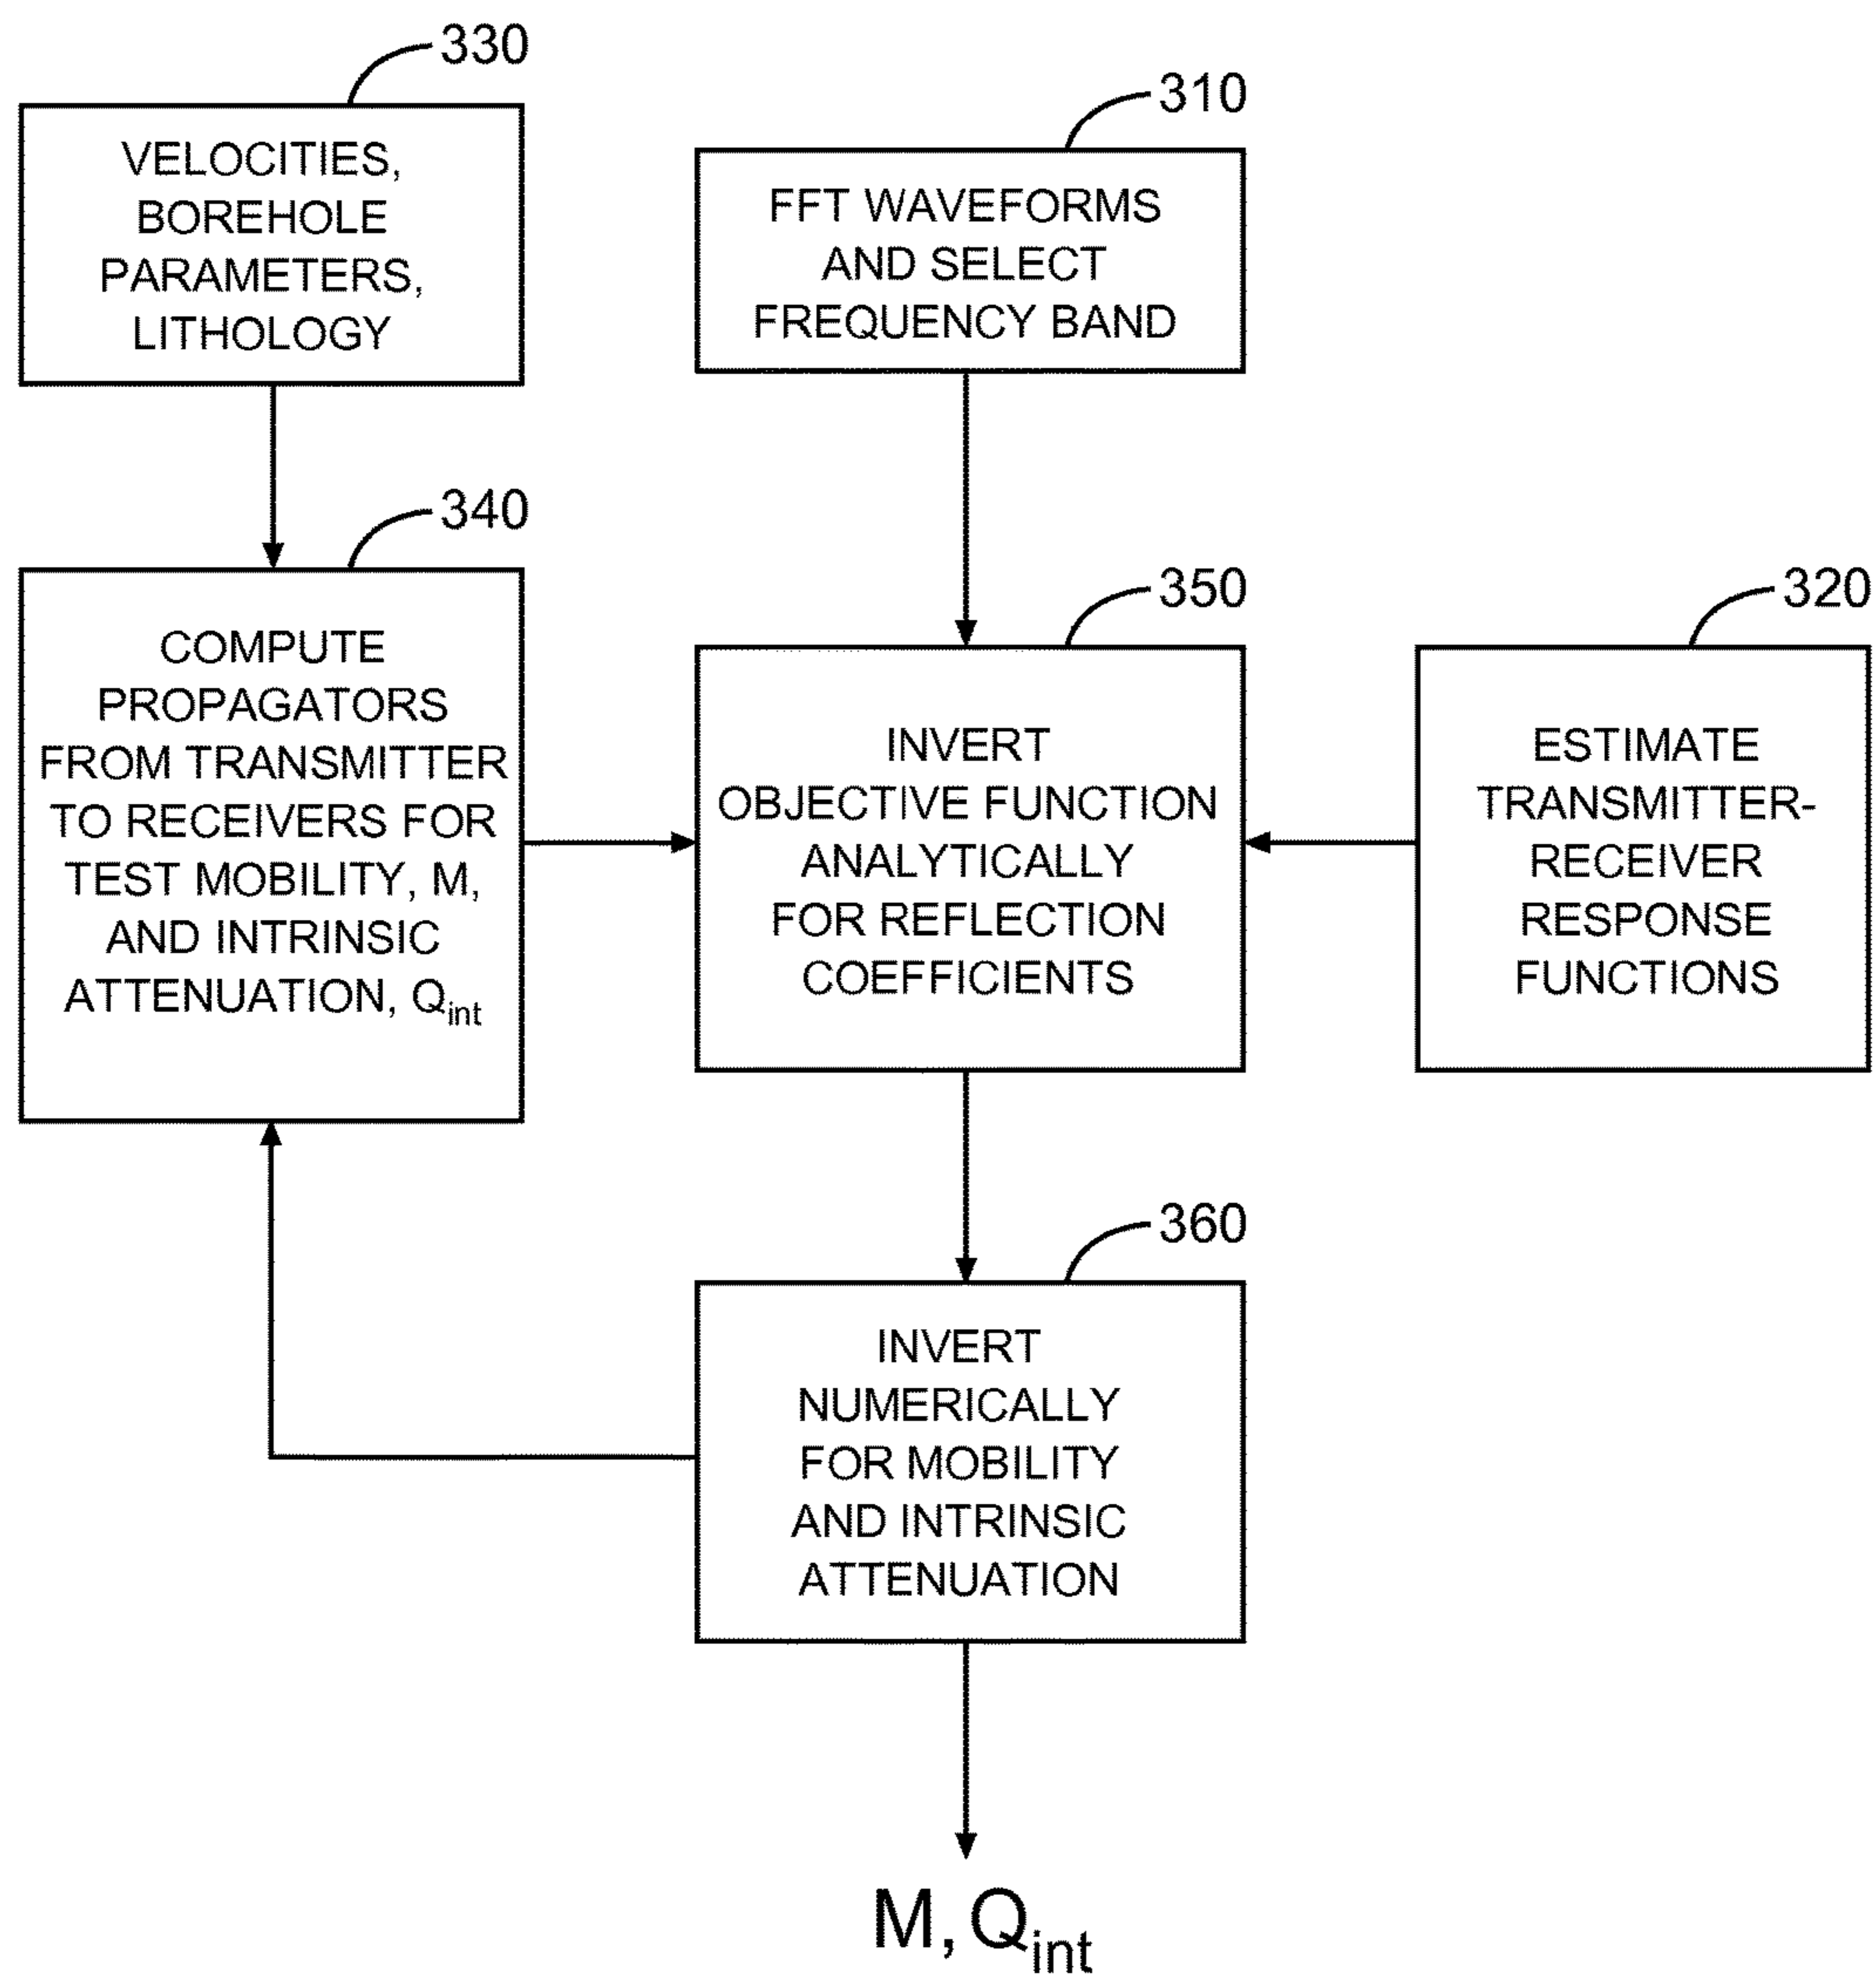 330
VELOCITIES,
BOREHOLE
PARAMETERS,
LITHOLOGY
310
FFT WAVEFORMS
AND SELECT
FREQUENCY BAND
340
COMPUTE
PROPAGATORS
FROM TRANSMITTER
TO RECEIVERS FOR
TEST MOBILITY, M,
AND INTRINSIC
ATTENUATION, Qint
350
INVERT
OBJECTIVE FUNCTION
ANALYTICALLY
FOR REFLECTION
COEFFICIENTS
320
ESTIMATE
TRANSMITTER-
RECEIVER
RESPONSE
FUNCTIONS
360
INVERT
NUMERICALLY
FOR MOBILITY
AND INTRINSIC
ATTENUATION
M, Qint